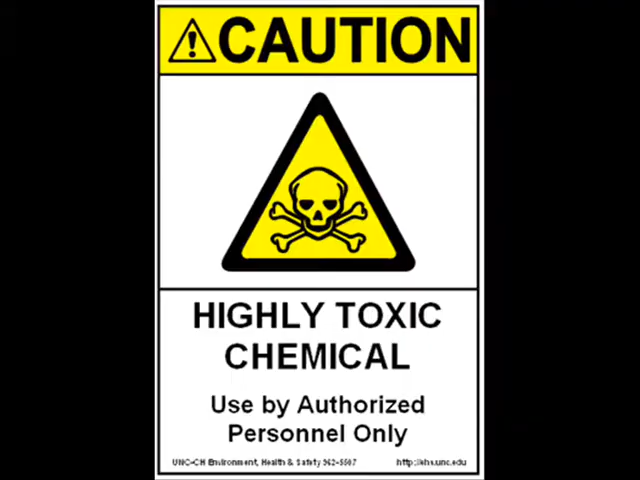 CAUTION
HIGHLY TOXIC
CHEMICAL
Use by Authorized
Personnel Only
UNC-CH Environment, Health & Safety 962-5507 http://ehs.unc.edu